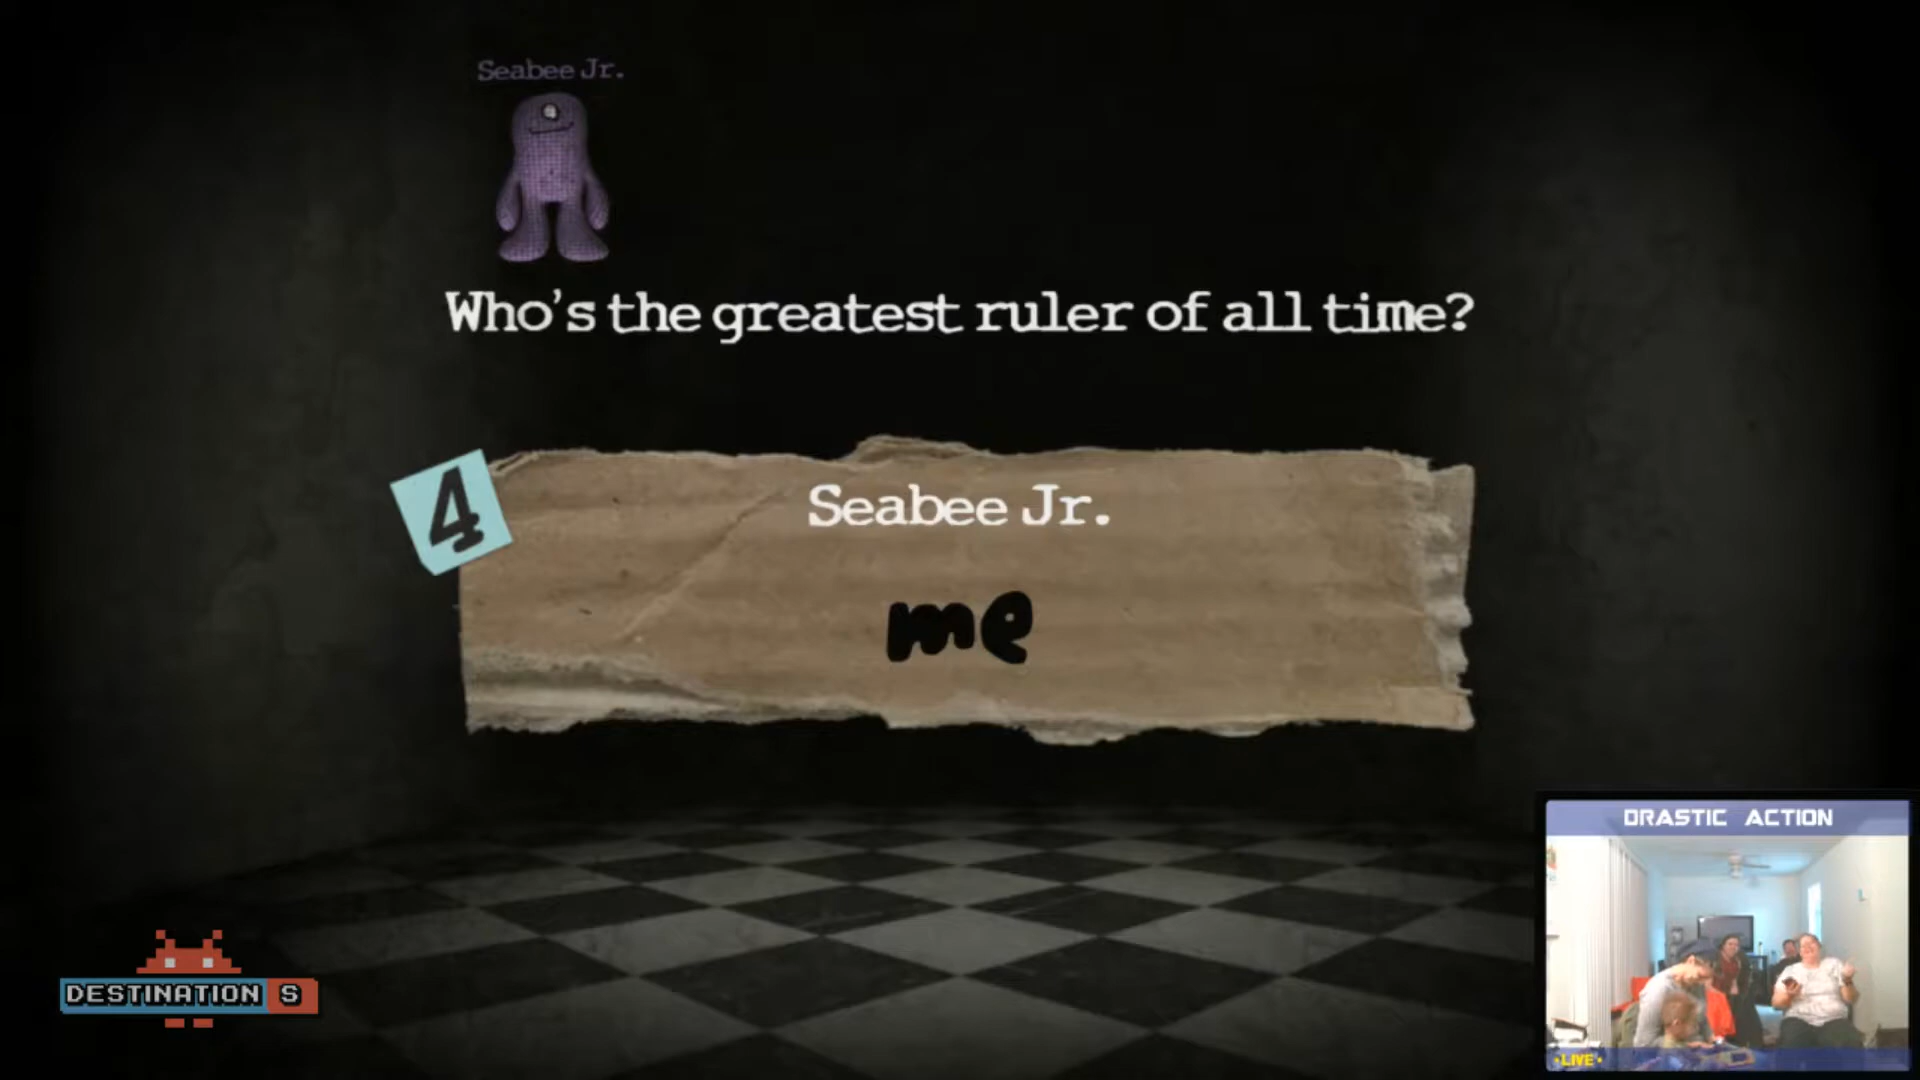 Seabee Jr.
Who's the greatest ruler of all time?
4
Seabee Jr.
me
DRASTIC ACTION
DESTINATION S
•LIVE•